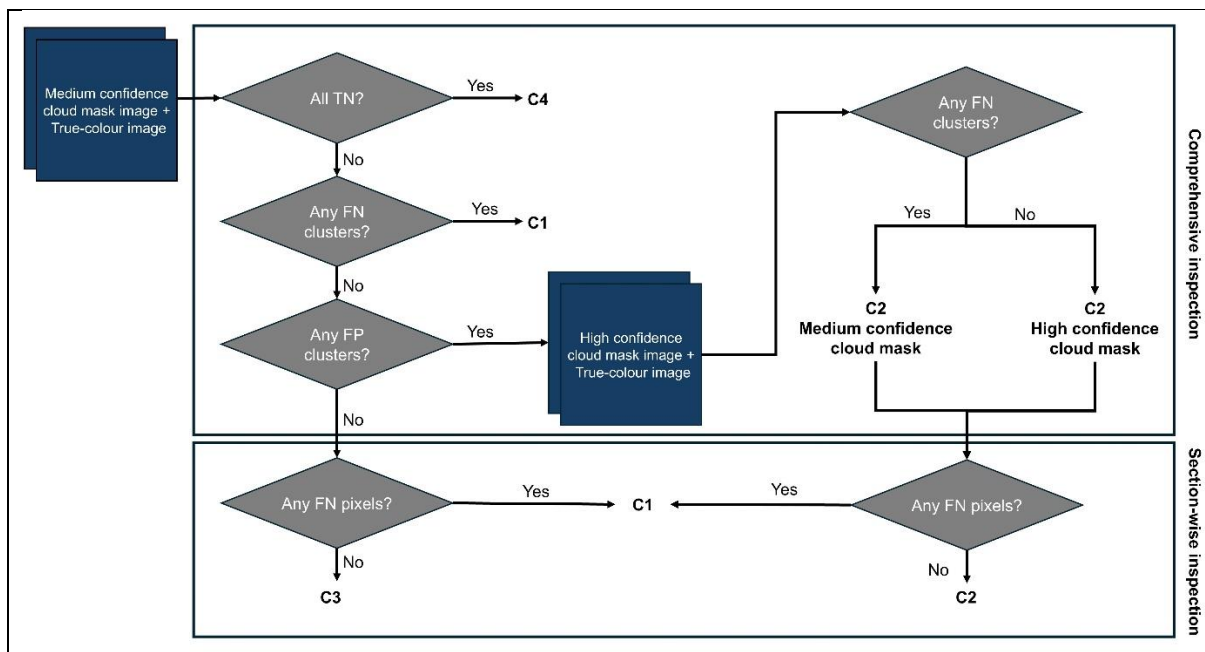 Medium confidence
cloud mask image +
True-colour image
All TN?
Yes
C4
No
Any FN
clusters?
Yes
C1
No
Any FP
clusters?
Yes
High confidence
cloud mask image +
True-colour image
Any FN
clusters?
Yes
No
C2
Medium confidence
cloud mask
C2
High confidence
cloud mask
Comprehensive inspection
No
Any FN pixels?
Yes
C1
Yes
Any FN pixels?
No
C3
No
C2
Section-wise inspection